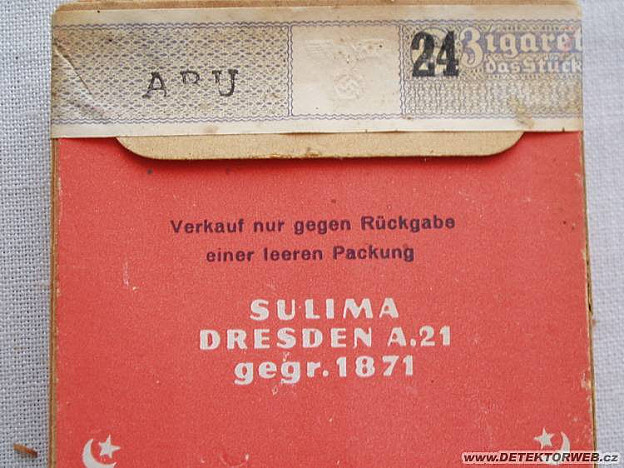 24 Zigaret
das Stück
Verkauf nur gegen Rückgabe
einer leeren Packung
SULIMA
DRESDEN A.21
gegr.1871
www.DETEKTORWEB.cz